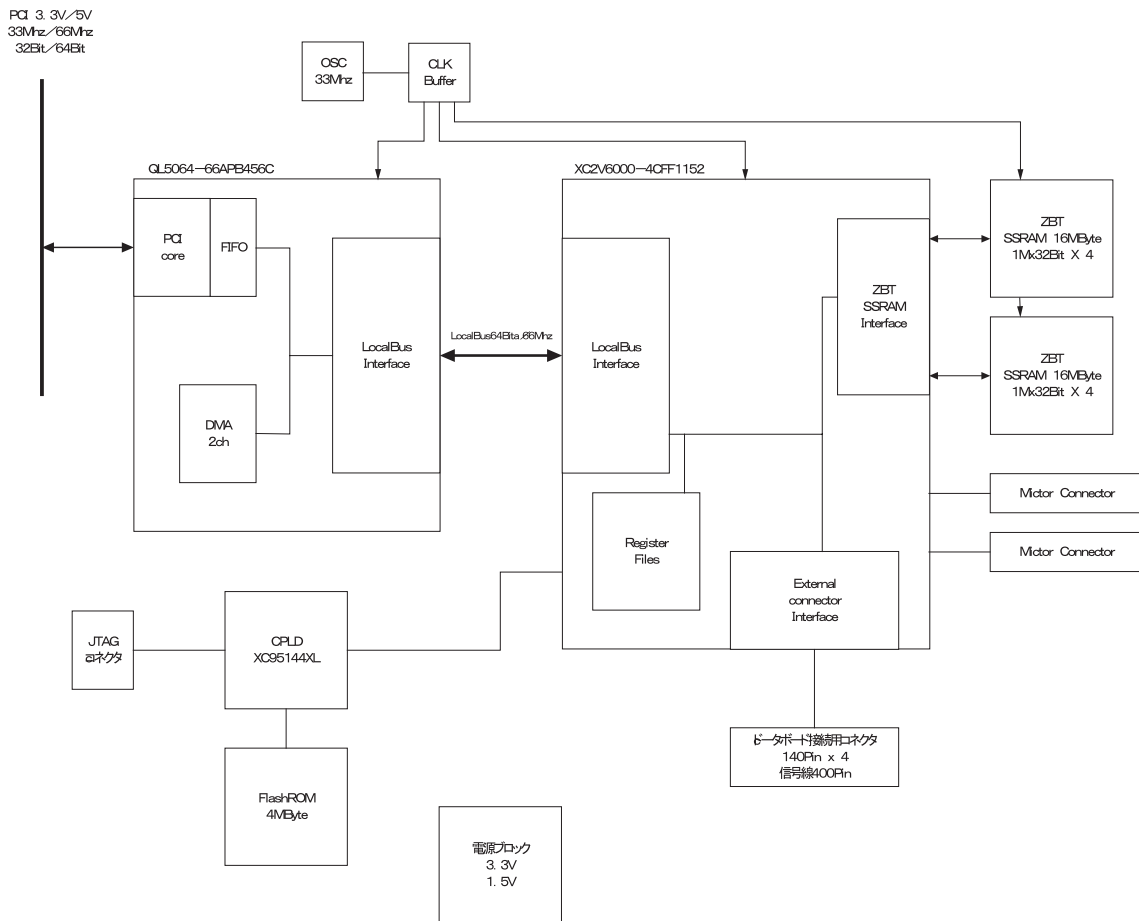 PCI 3.3V/5V
33Mhz/66Mhz
32Bit/64Bit
OSC
33Mhz
CLK
Buffer
QL5064-66APB456C
XC2V6000-4CFF1152
PCI
core
FIFO
DMA
2ch
LocalBus
Interface
LocalBus64Bita.66Mhz
LocalBus
Interface
ZBT
SSRAM
Interface
ZBT
SSRAM 16MByte
1Mx32Bit X 4
ZBT
SSRAM 16MByte
1Mx32Bit X 4
Register
Files
External
connector
Interface
Mictor Connector
Mictor Connector
JTAG
コネクタ
CPLD
XC95144XL
FlashROM
4MByte
ドータボード接続用コネクタ
140Pin x 4
信号線400Pin
電源ブロック
3.3V
1.5V